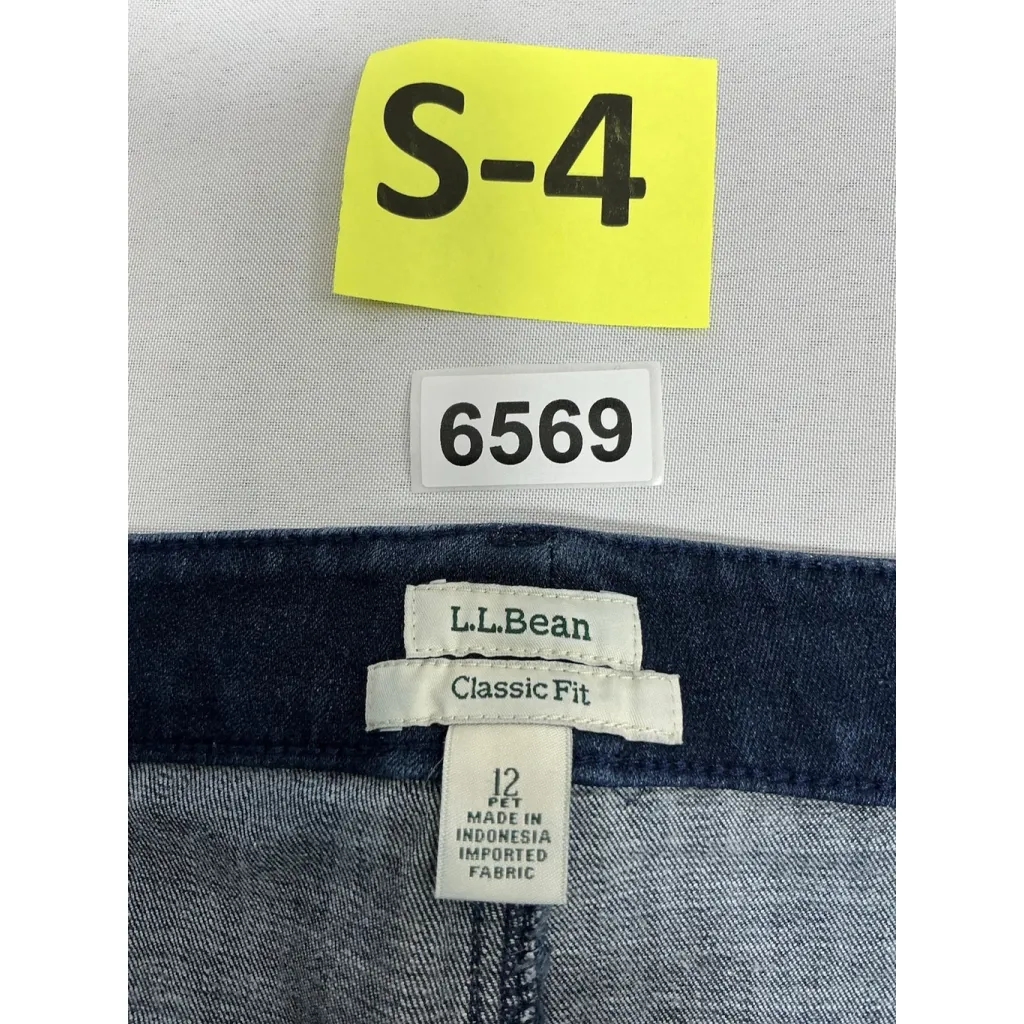 S-4
6569
L.L.Bean
Classic Fit
12
PET
MADE IN
INDONESIA
IMPORTED
FABRIC